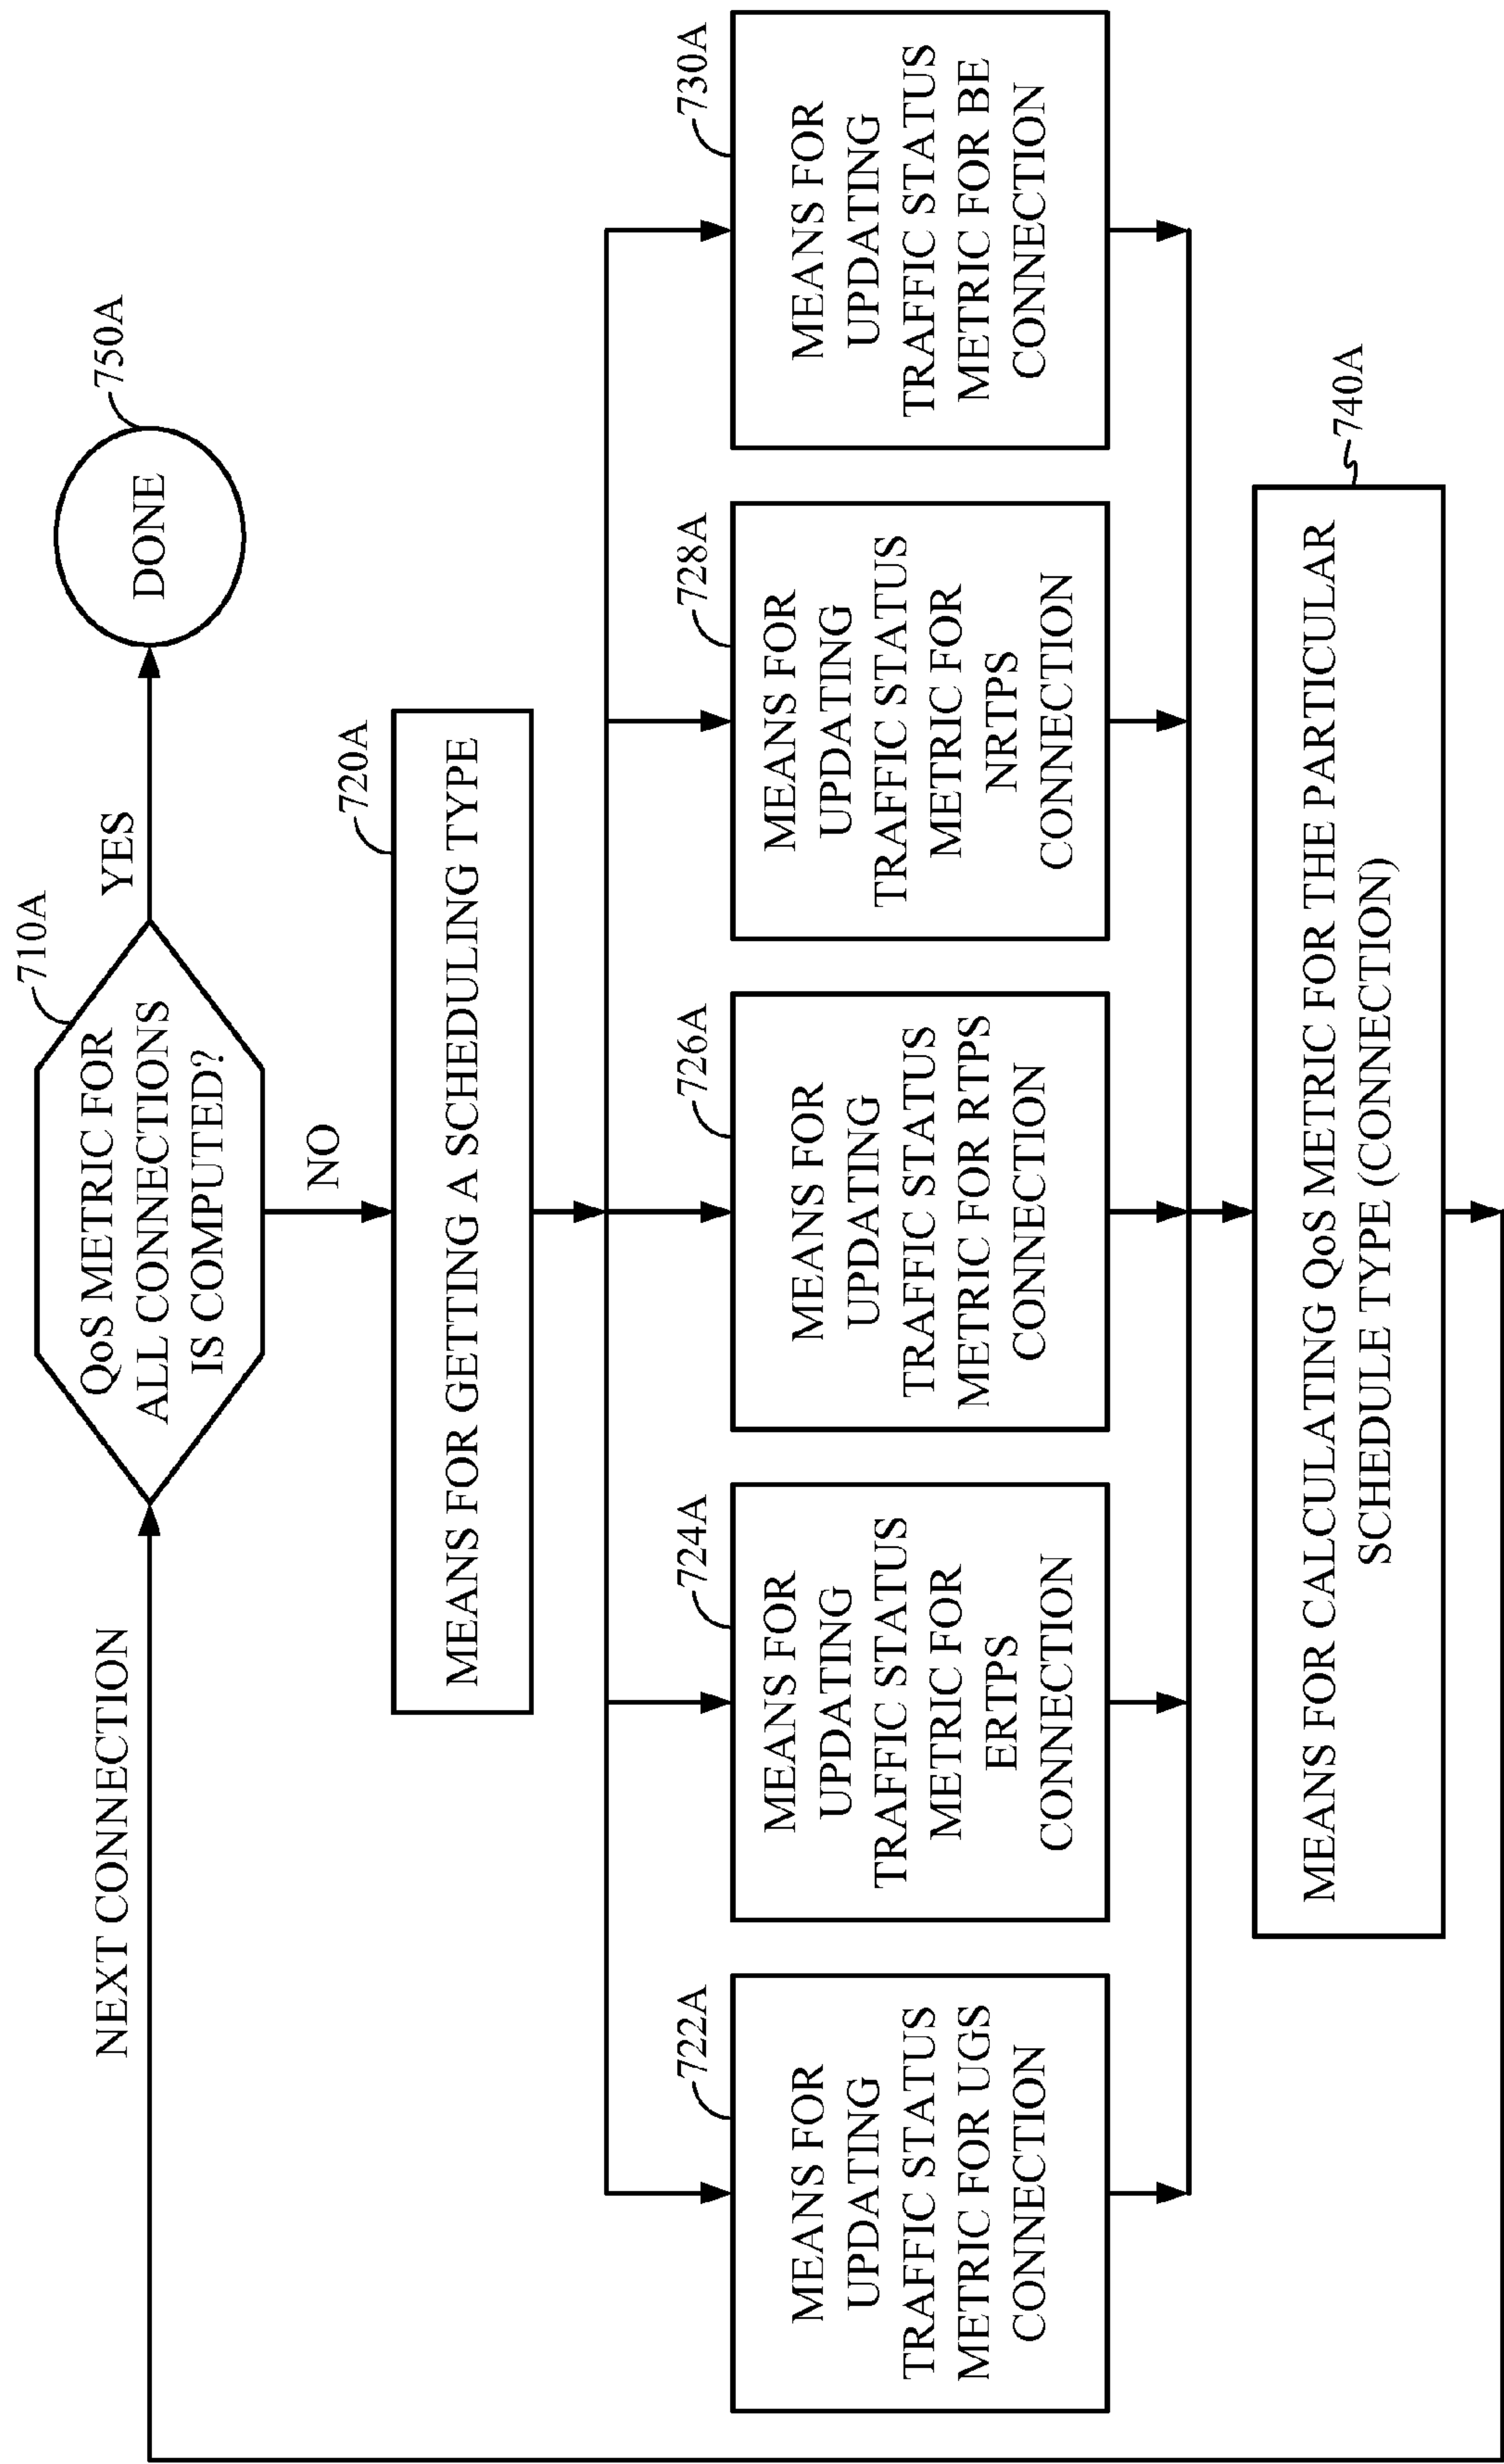 NEXT CONNECTION
710A
QoS METRIC FOR
ALL CONNECTIONS
IS COMPUTED?
YES
750A
DONE
NO
720A
MEANS FOR GETTING A SCHEDULING TYPE
722A
MEANS FOR
UPDATING
TRAFFIC STATUS
METRIC FOR UGS
CONNECTION
724A
MEANS FOR
UPDATING
TRAFFIC STATUS
METRIC FOR
ERTPS
CONNECTION
726A
MEANS FOR
UPDATING
TRAFFIC STATUS
METRIC FOR RTPS
CONNECTION
728A
MEANS FOR
UPDATING
TRAFFIC STATUS
METRIC FOR
NRTPS
CONNECTION
730A
MEANS FOR
UPDATING
TRAFFIC STATUS
METRIC FOR BE
CONNECTION
740A
MEANS FOR CALCULATING QoS METRIC FOR THE PARTICULAR
SCHEDULE TYPE (CONNECTION)